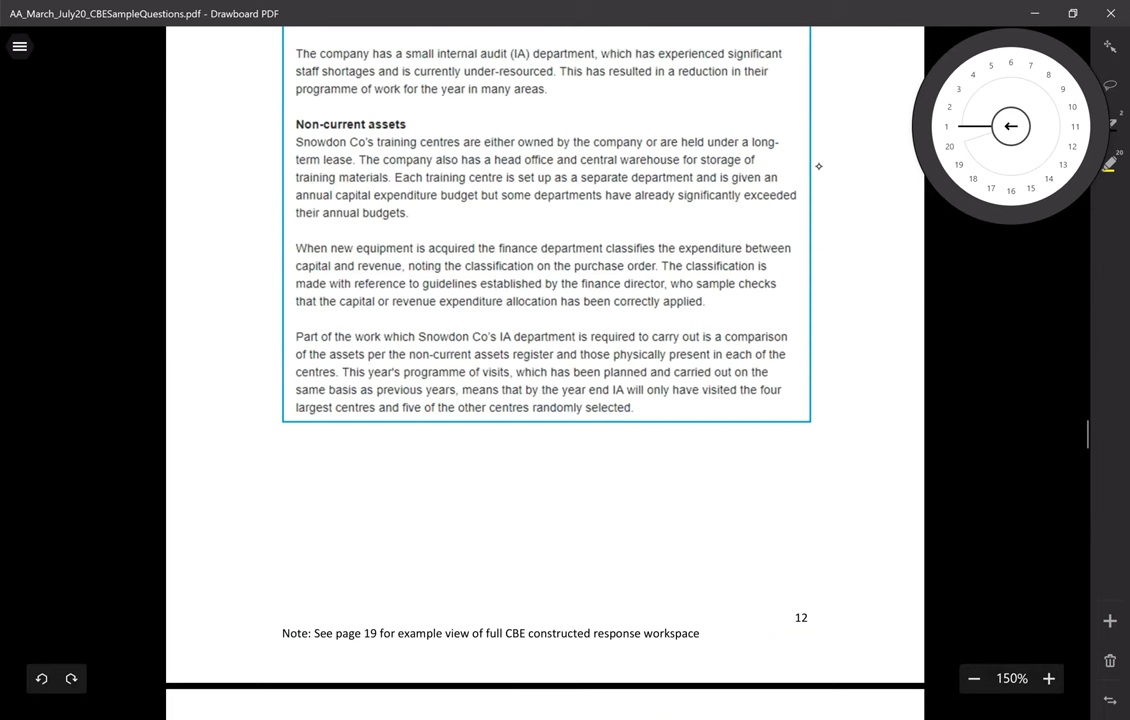 AA_March_July20_CBESampleQuestions.pdf - Drawboard PDF
The company has a small internal audit (IA) department, which has experienced significant
staff shortages and is currently under-resourced. This has resulted in a reduction in their
programme of work for the year in many areas.
Non-current assets
Snowdon Co's training centres are either owned by the company or are held under a long-
term lease. The company also has a head office and central warehouse for storage of
training materials. Each training centre is set up as a separate department and is given an
annual capital expenditure budget but some departments have already significantly exceeded
their annual budgets.
When new equipment is acquired the finance department classifies the expenditure between
capital and revenue, noting the classification on the purchase order. The classification is
made with reference to guidelines established by the finance director, who sample checks
that the capital or revenue expenditure allocation has been correctly applied.
Part of the work which Snowdon Co's IA department is required to carry out is a comparison
of the assets per the non-current assets register and those physically present in each of the
centres. This year's programme of visits, which has been planned and carried out on the
same basis as previous years, means that by the year end IA will only have visited the four
largest centres and five of the other centres randomly selected.
12
Note: See page 19 for example view of full CBE constructed response workspace
1
2
3
4
5
6
7
8
9
10
11
12
13
14
15
16
17
18
19
20
2
20
150%